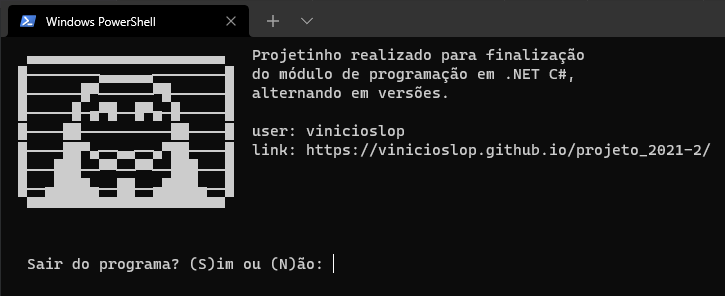 Windows PowerShell
Projetinho realizado para finalização
do módulo de programação em .NET C#,
alternando em versões.
user: vinicioslop
link: https://vinicioslop.github.io/projeto_2021-2/
Sair do programa? (S)im ou (N)ão: